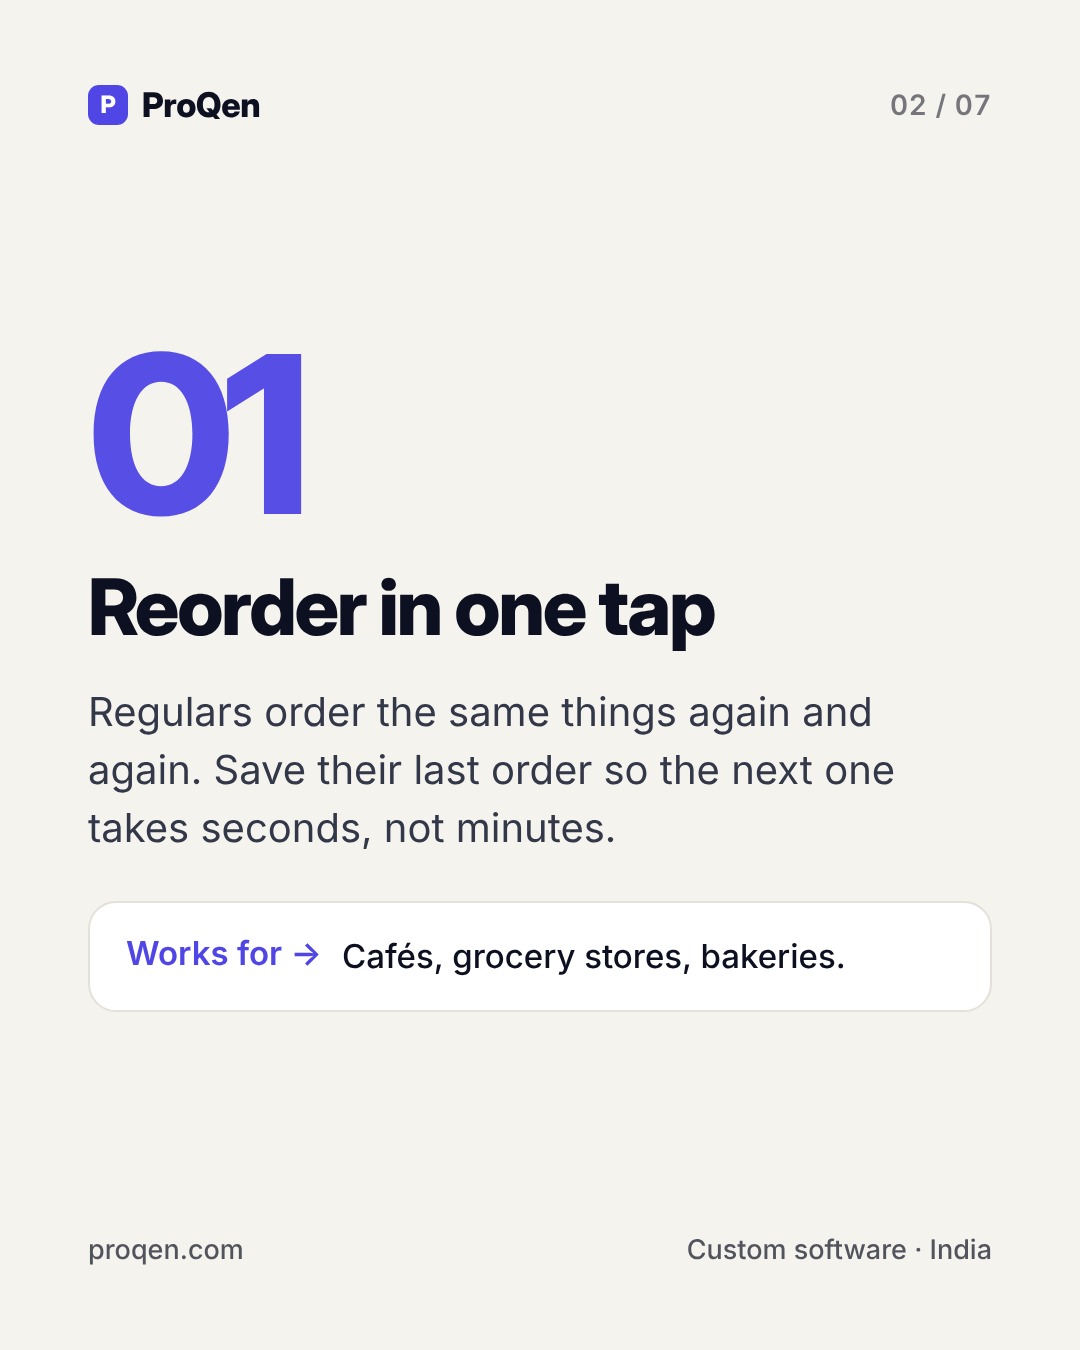 P ProQen
02 / 07
01
Reorder in one tap
Regulars order the same things again and
again. Save their last order so the next one
takes seconds, not minutes.
Works for → Cafés, grocery stores, bakeries.
proqen.com
Custom software · India